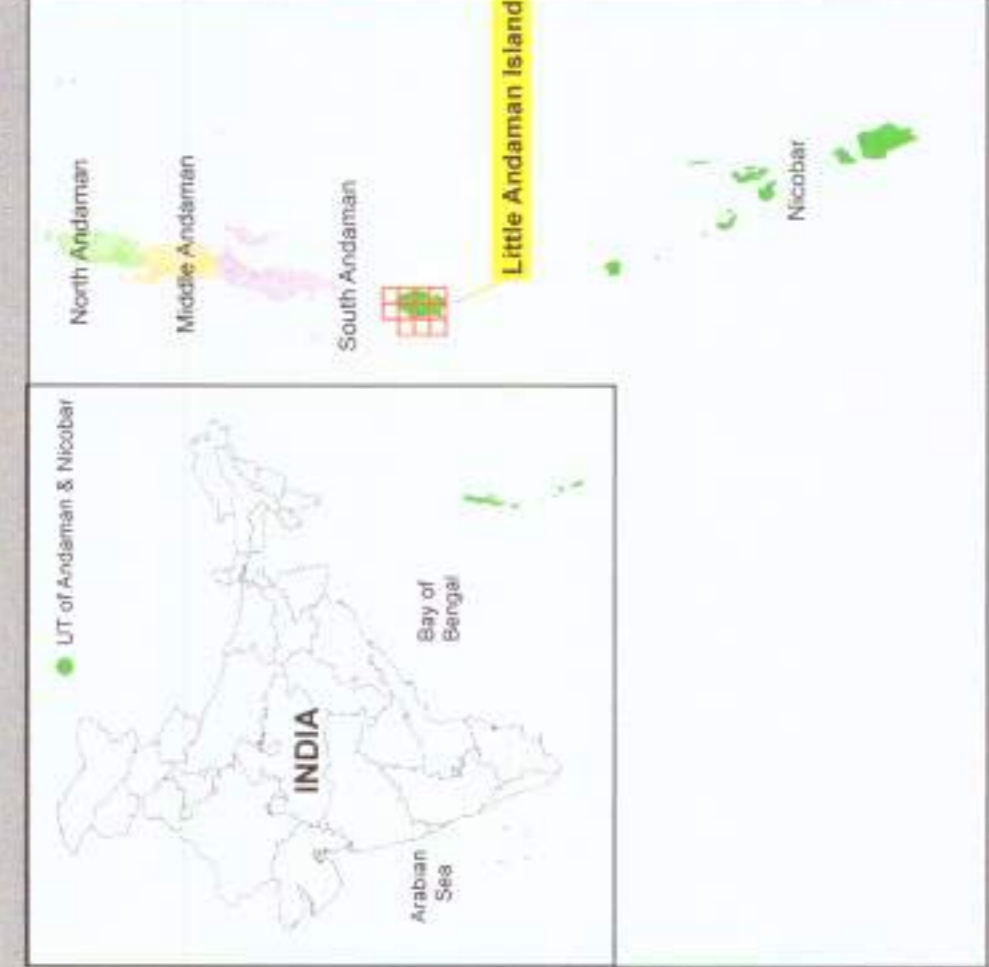 UT of Andaman & Nicobar
INDIA
Arabian
Sea
Bay of
Bengal
North Andaman
Middle Andaman
South Andaman
Little Andaman Island
Nicobar